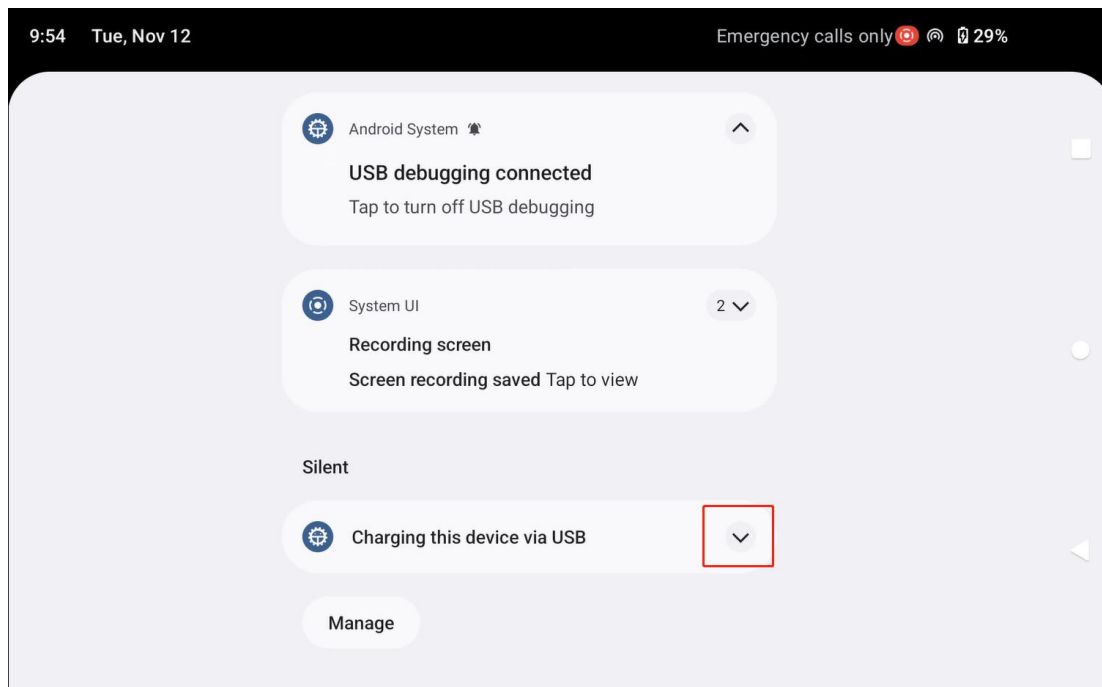 9:54 Tue, Nov 12 Emergency calls only 29%
Android System
USB debugging connected
Tap to turn off USB debugging
System UI 2
Recording screen
Screen recording saved Tap to view
Silent
Charging this device via USB
Manage